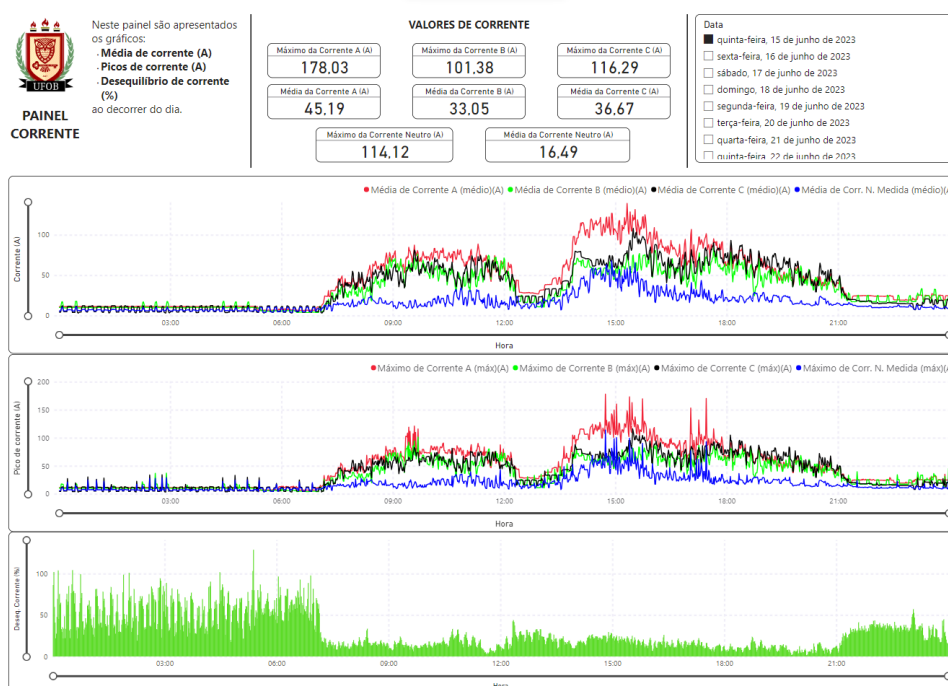 Neste painel são apresentados
os gráficos:
- Média de corrente (A)
- Picos de corrente (A)
- Desequilíbrio de corrente
(%)
ao decorrer do dia.
UFOB
PAINEL
CORRENTE
VALORES DE CORRENTE
Máximo da Corrente A (A)
178,03
Máximo da Corrente B (A)
101,38
Máximo da Corrente C (A)
116,29
Média da Corrente A (A)
45,19
Média da Corrente B (A)
33,05
Média da Corrente C (A)
36,67
Máximo da Corrente Neutro (A)
114,12
Média da Corrente Neutro (A)
16,49
Data
quinta-feira, 15 de junho de 2023
sexta-feira, 16 de junho de 2023
sábado, 17 de junho de 2023
domingo, 18 de junho de 2023
segunda-feira, 19 de junho de 2023
terça-feira, 20 de junho de 2023
quarta-feira, 21 de junho de 2023
quinta-feira, 22 de junho de 2023
Média de Corrente A (médio)(A) Média de Corrente B (médio)(A) Média de Corrente C (médio)(A) Média de Corr. N. Medida (médio)(A
Corrente (A)
100
50
0
03:00 06:00 09:00 12:00 15:00 18:00 21:00
Hora
Máximo de Corrente A (máx)(A) Máximo de Corrente B (máx)(A) Máximo de Corrente C (máx)(A) Máximo de Corr. N. Medida (máx)(A
Pico de corrente (A)
200
150
100
50
0
03:00 06:00 09:00 12:00 15:00 18:00 21:00
Hora
Deseq. Corrente (%)
100
50
0
03:00 06:00 09:00 12:00 15:00 18:00 21:00
Hora